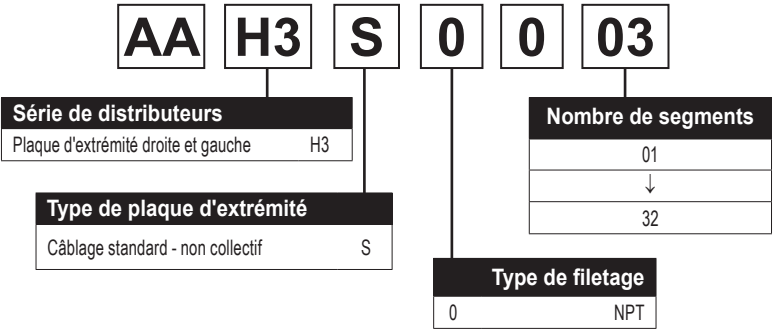 AA H3 S 0 0 03
Série de distributeurs
Plaque d'extrémité droite et gauche H3
Nombre de segments
01
↓
32
Type de plaque d'extrémité
Câblage standard - non collectif S
Type de filetage
0 NPT